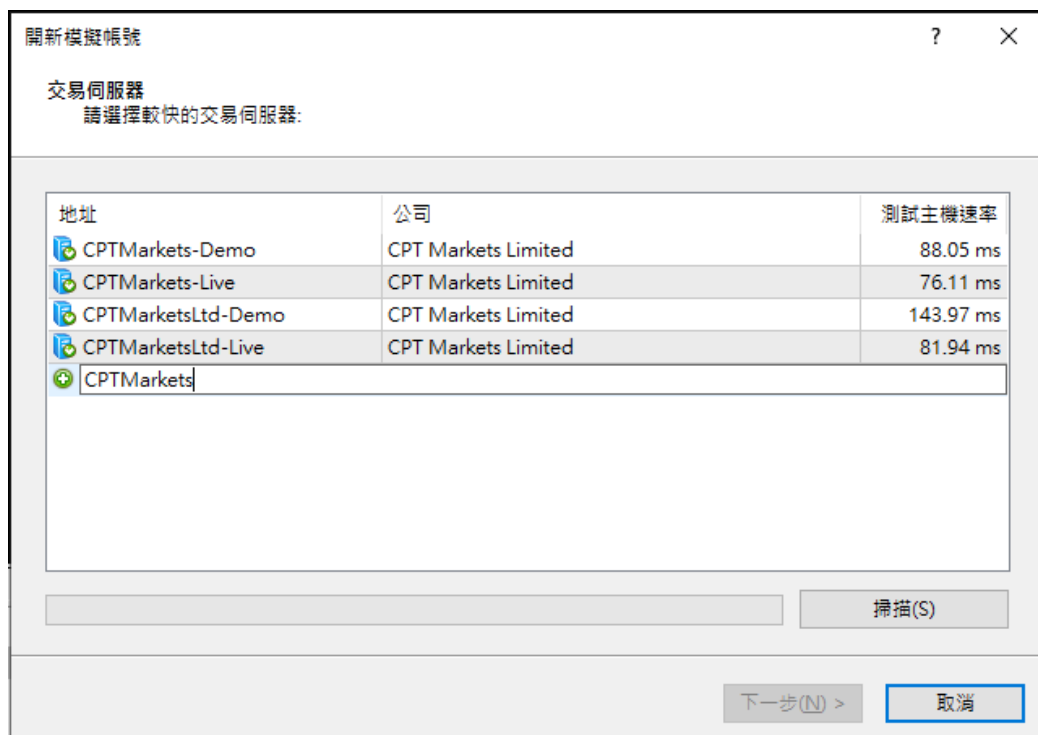 開新模擬帳號
?
交易伺服器
請選擇較快的交易伺服器:
地址 公司 測試主機速率
CPTMarkets-Demo CPT Markets Limited 88.05 ms
CPTMarkets-Live CPT Markets Limited 76.11 ms
CPTMarketsLtd-Demo CPT Markets Limited 143.97 ms
CPTMarketsLtd-Live CPT Markets Limited 81.94 ms
CPTMarkets
掃描(S)
下一步(N) > 取消